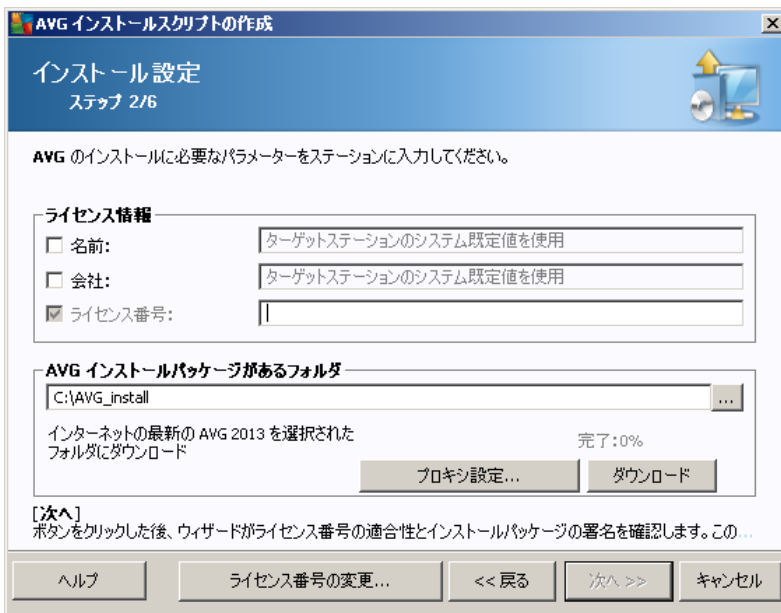 AVG インストールスクリプトの作成
インストール設定
ステップ 2/6
AVG のインストールに必要なパラメーターをステーションに入力してください。
ライセンス情報
名前:
ターゲットステーションのシステム既定値を使用
会社:
ターゲットステーションのシステム既定値を使用
ライセンス番号:
AVG インストールパッケージがあるフォルダ
C:\AVG_install
...
インターネットの最新の AVG 2013 を選択された
フォルダにダウンロード
完了:0%
プロキシ設定...
ダウンロード
[次へ]
ボタンをクリックした後、ウィザードがライセンス番号の適合性とインストールパッケージの署名を確認します。この...
ヘルプ
ライセンス番号の変更...
<< 戻る
次へ >>
キャンセル